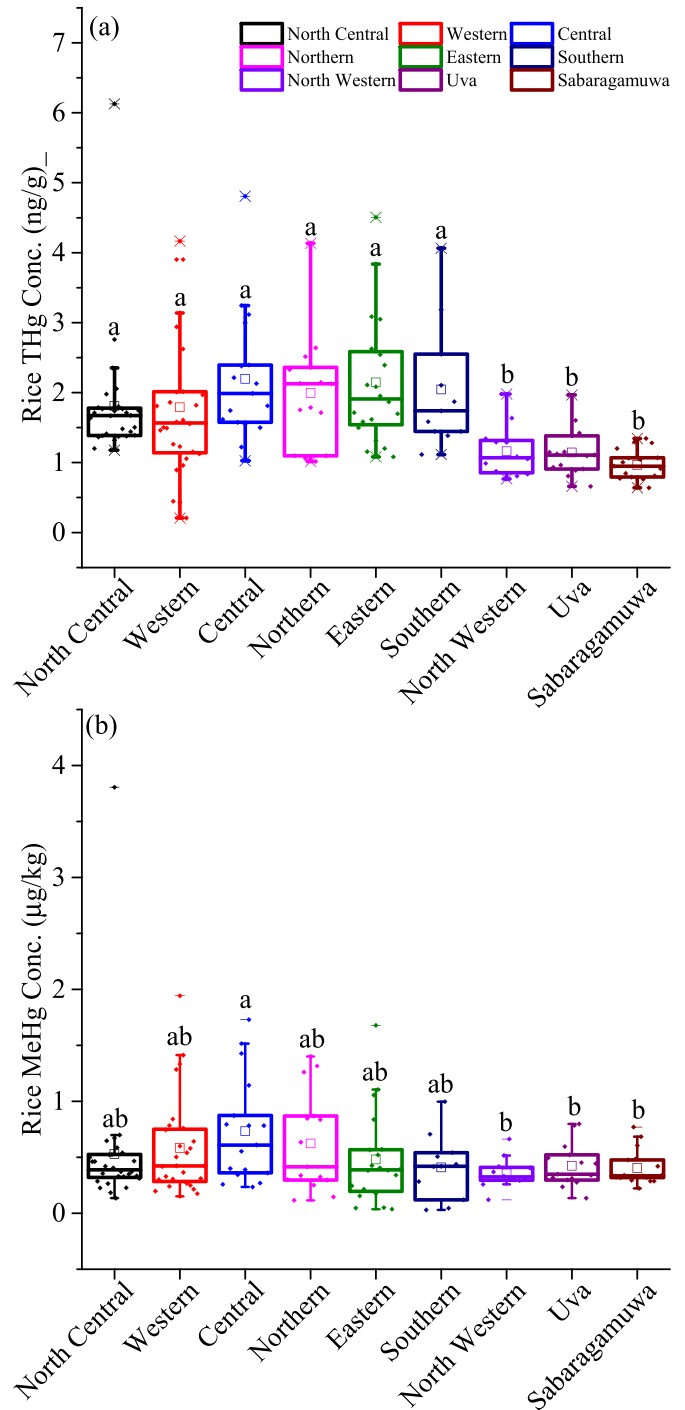 (a)
North Central Western Central
Northern Eastern Southern
North Western Uva Sabaragamuwa
Rice THg Conc. (ng/g)_
7
6
5
4
3
2
1
0
a a a a a a b b b
North Central Western Central Northern Eastern Southern North Western Uva Sabaragamuwa
(b)
Rice MeHg Conc. (μg/kg)
4
3
2
1
0
ab ab a ab ab ab b b b
North Central Western Central Northern Eastern Southern North Western Uva Sabaragamuwa